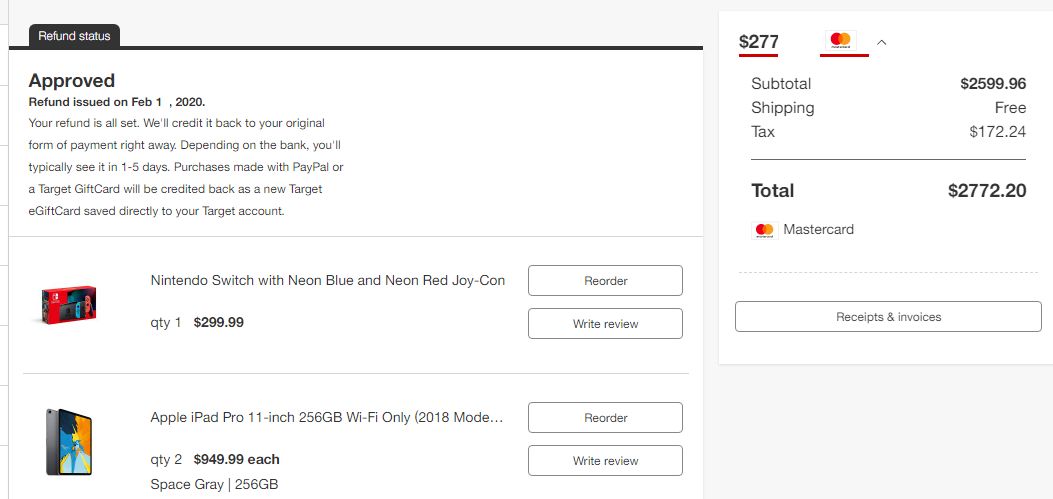 Refund status
Approved
Refund issued on Feb 1 , 2020.
Your refund is all set. We'll credit it back to your original
form of payment right away. Depending on the bank, you'll
typically see it in 1-5 days. Purchases made with PayPal or
a Target GiftCard will be credited back as a new Target
eGiftCard saved directly to your Target account.
Nintendo Switch with Neon Blue and Neon Red Joy-Con
qty 1 $299.99
Reorder
Write review
Apple iPad Pro 11-inch 256GB Wi-Fi Only (2018 Mode...
qty 2 $949.99 each
Space Gray | 256GB
Reorder
Write review
$277
mastercard
Subtotal $2599.96
Shipping Free
Tax $172.24
Total $2772.20
mastercard Mastercard
Receipts & invoices